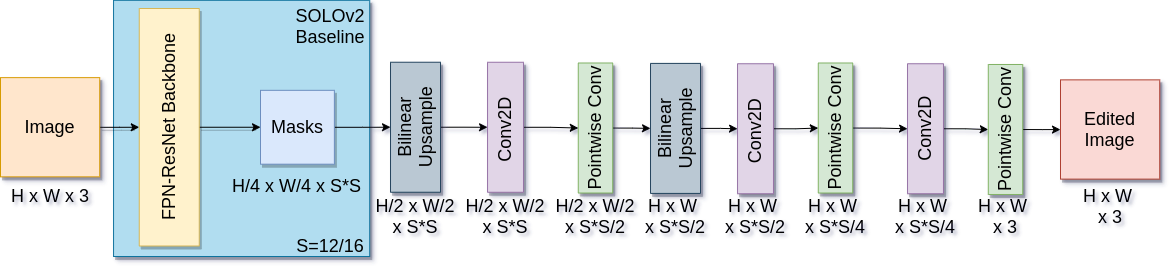 Image
H x W x 3
SOLOv2
Baseline
FPN-ResNet Backbone
Masks
H/4 x W/4 x S*S
S=12/16
Bilinear
Upsample
H/2 x W/2
x S*S
Conv2D
H/2 x W/2
x S*S
Pointwise Conv
H/2 x W/2
x S*S/2
Bilinear
Upsample
H x W
x S*S/2
Conv2D
H x W
x S*S/2
Pointwise Conv
H x W
x S*S/4
Conv2D
H x W
x S*S/4
Pointwise Conv
H x W
x 3
Edited
Image
H x W
x 3